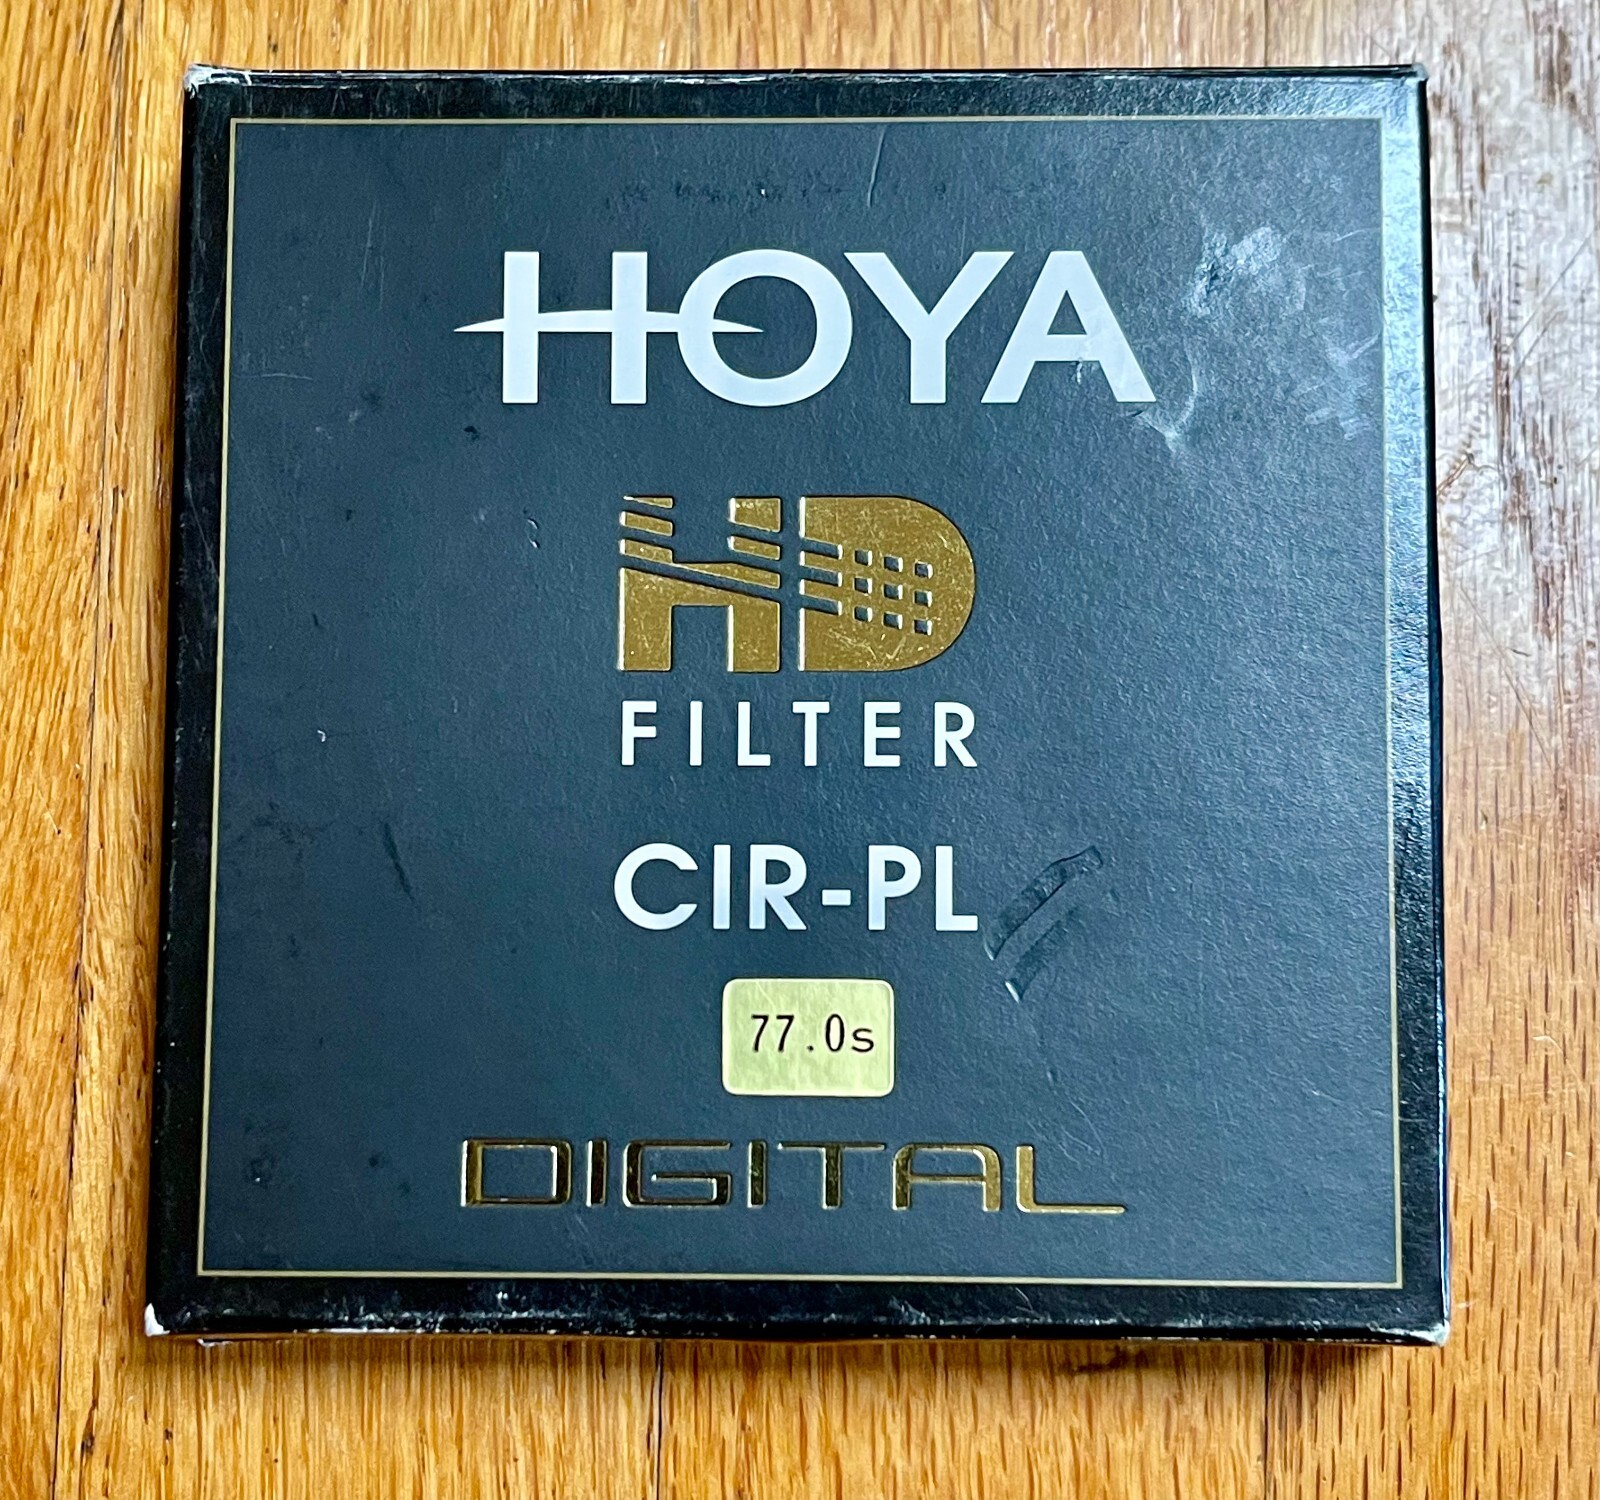 HOYA
HD
FILTER
CIR-PL
77.0s
DIGITAL